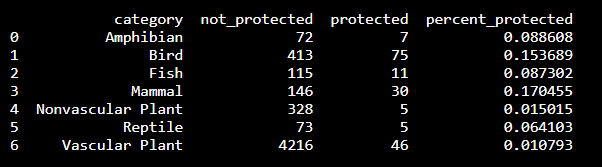 category not_protected protected percent_protected
0 Amphibian 72 7 0.088608
1 Bird 413 75 0.153689
2 Fish 115 11 0.087302
3 Mammal 146 30 0.170455
4 Nonvascular Plant 328 5 0.015015
5 Reptile 73 5 0.064103
6 Vascular Plant 4216 46 0.010793